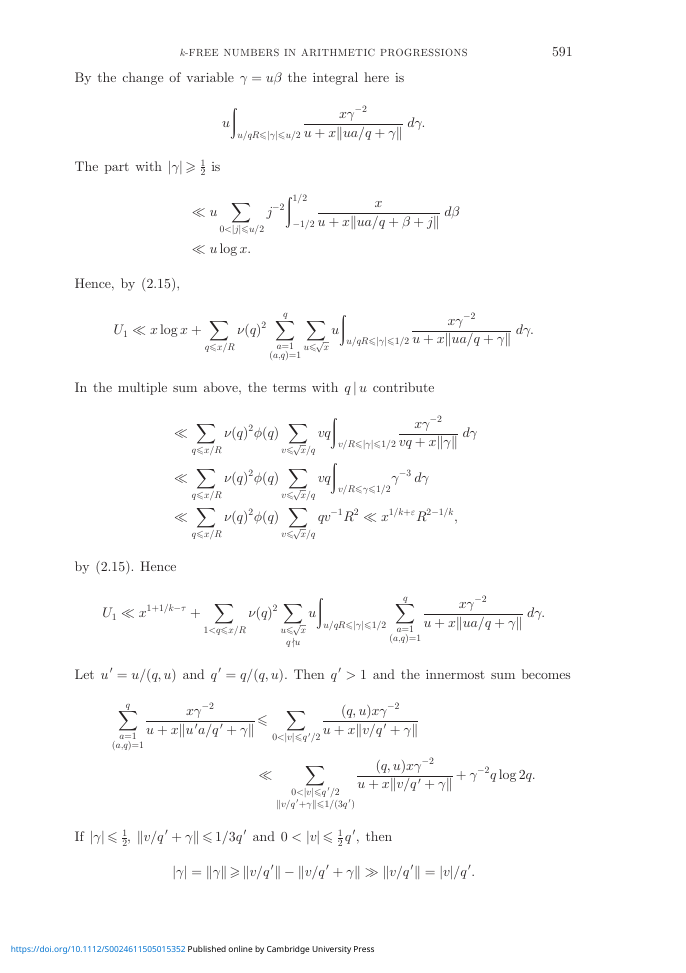 k-FREE NUMBERS IN ARITHMETIC PROGRESSIONS 591
By the change of variable γ = uβ the integral here is
u∫_{u/qR⩽|γ|⩽u/2} xγ^{−2}/(u + x‖ua/q + γ‖) dγ.
The part with |γ| ⩾ 1/2 is
≪ u ∑_{0<|j|⩽u/2} j^{−2} ∫_{−1/2}^{1/2} x/(u + x‖ua/q + β + j‖) dβ
≪ u log x.
Hence, by (2.15),
U_1 ≪ x log x + ∑_{q⩽x/R} ν(q)^2 ∑_{a=1, (a,q)=1}^{q} ∑_{u⩽√x} u∫_{u/qR⩽|γ|⩽1/2} xγ^{−2}/(u + x‖ua/q + γ‖) dγ.
In the multiple sum above, the terms with q | u contribute
≪ ∑_{q⩽x/R} ν(q)^2 φ(q) ∑_{v⩽√x/q} vq∫_{v/R⩽|γ|⩽1/2} xγ^{−2}/(vq + x‖γ‖) dγ
≪ ∑_{q⩽x/R} ν(q)^2 φ(q) ∑_{v⩽√x/q} vq∫_{v/R⩽γ⩽1/2} γ^{−3} dγ
≪ ∑_{q⩽x/R} ν(q)^2 φ(q) ∑_{v⩽√x/q} qv^{−1}R^2 ≪ x^{1/k+ε}R^{2−1/k},
by (2.15). Hence
U_1 ≪ x^{1+1/k−τ} + ∑_{1<q⩽x/R} ν(q)^2 ∑_{u⩽√x, q∤u} u∫_{u/qR⩽|γ|⩽1/2} ∑_{a=1, (a,q)=1}^{q} xγ^{−2}/(u + x‖ua/q + γ‖) dγ.
Let u′ = u/(q, u) and q′ = q/(q, u). Then q′ > 1 and the innermost sum becomes
∑_{a=1, (a,q)=1}^{q} xγ^{−2}/(u + x‖u′a/q′ + γ‖) ⩽ ∑_{0<|v|⩽q′/2} (q, u)xγ^{−2}/(u + x‖v/q′ + γ‖)
≪ ∑_{0<|v|⩽q′/2, ‖v/q′+γ‖⩽1/(3q′)} (q, u)xγ^{−2}/(u + x‖v/q′ + γ‖) + γ^{−2}q log 2q.
If |γ| ⩽ 1/2, ‖v/q′ + γ‖ ⩽ 1/3q′ and 0 < |v| ⩽ 1/2 q′, then
|γ| = ‖γ‖ ⩾ ‖v/q′‖ − ‖v/q′ + γ‖ ≫ ‖v/q′‖ = |v|/q′.
https://doi.org/10.1112/S0024611505015352 Published online by Cambridge University Press